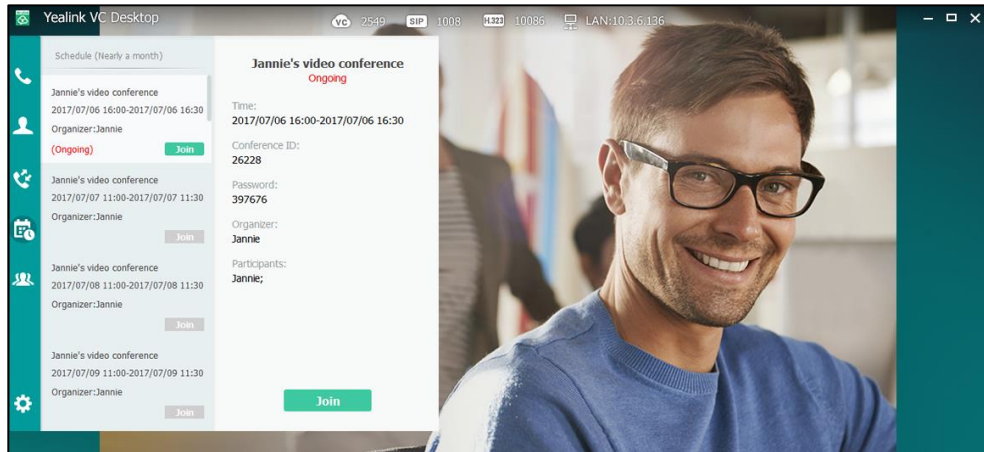 Yealink VC Desktop
VC 2549 SIP 1008 H.323 10086 LAN:10.3.6.136
Schedule (Nearly a month)
Jannie's video conference
2017/07/06 16:00-2017/07/06 16:30
Organizer:Jannie
(Ongoing) Join
Jannie's video conference
2017/07/07 11:00-2017/07/07 11:30
Organizer:Jannie
Join
Jannie's video conference
2017/07/08 11:00-2017/07/08 11:30
Organizer:Jannie
Join
Jannie's video conference
2017/07/09 11:00-2017/07/09 11:30
Organizer:Jannie
Join
Jannie's video conference
Ongoing
Time:
2017/07/06 16:00-2017/07/06 16:30
Conference ID:
26228
Password:
397676
Organizer:
Jannie
Participants:
Jannie;
Join